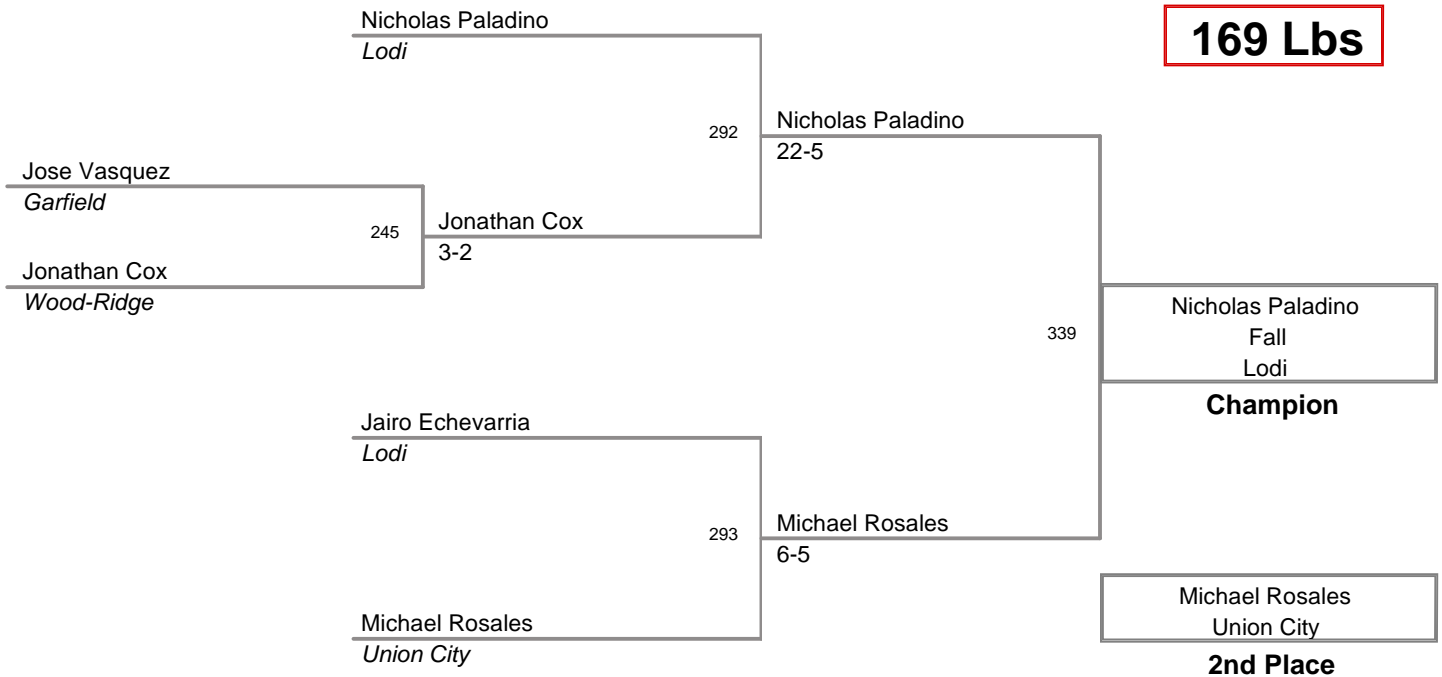 Nicholas Paladino
Lodi
169 Lbs
292
Nicholas Paladino
22-5
Jose Vasquez
Garfield
245
Jonathan Cox
3-2
Jonathan Cox
Wood-Ridge
339
Nicholas Paladino
Fall
Lodi
Champion
Jairo Echevarria
Lodi
293
Michael Rosales
6-5
Michael Rosales
Union City
Michael Rosales
Union City
2nd Place